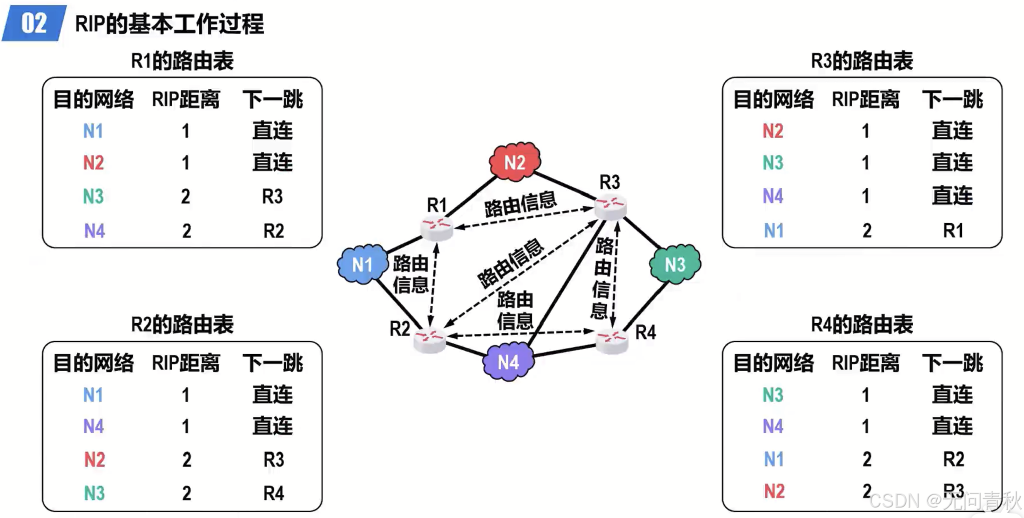 02 RIP的基本工作过程
R1的路由表
目的网络 RIP距离 下一跳
N1 1 直连
N2 1 直连
N3 2 R3
N4 2 R2
R3的路由表
目的网络 RIP距离 下一跳
N2 1 直连
N3 1 直连
N4 1 直连
N1 2 R1
N2
R3
R1
路由信息
N1
路由
信息
路由信息
路由信息
N3
路由
信息
R2
R4
N4
R2的路由表
目的网络 RIP距离 下一跳
N1 1 直连
N4 1 直连
N2 2 R3
N3 2 R4
R4的路由表
目的网络 RIP距离 下一跳
N3 1 直连
N4 1 直连
N1 2 R2
N2 2 R3
CSDN @无问青秋